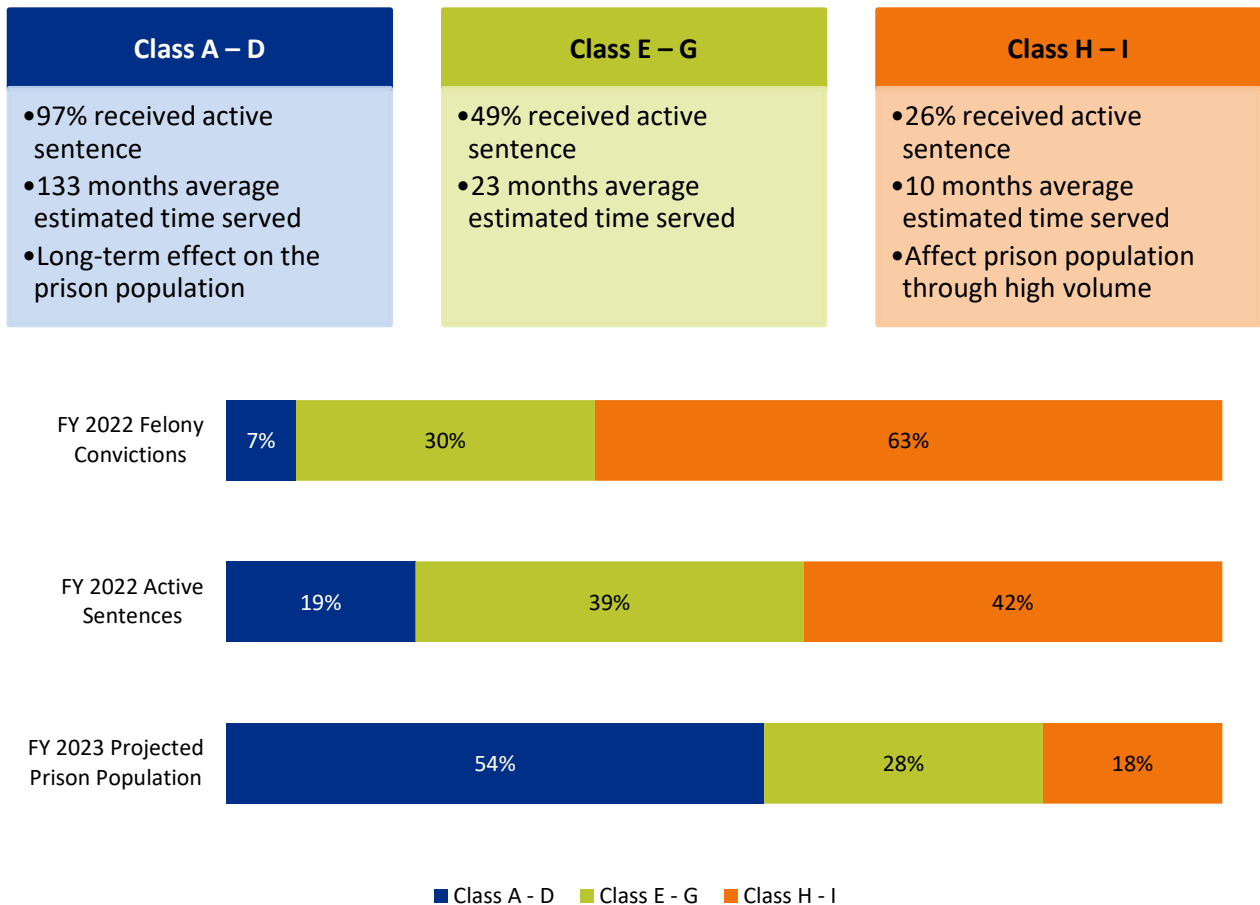 Class A – D
•97% received active
sentence
•133 months average
estimated time served
•Long-term effect on the
prison population
Class E – G
•49% received active
sentence
•23 months average
estimated time served
Class H – I
•26% received active
sentence
•10 months average
estimated time served
•Affect prison population
through high volume
FY 2022 Felony
Convictions
7%
30%
63%
FY 2022 Active
Sentences
19%
39%
42%
FY 2023 Projected
Prison Population
54%
28%
18%
Class A - D
Class E - G
Class H - I